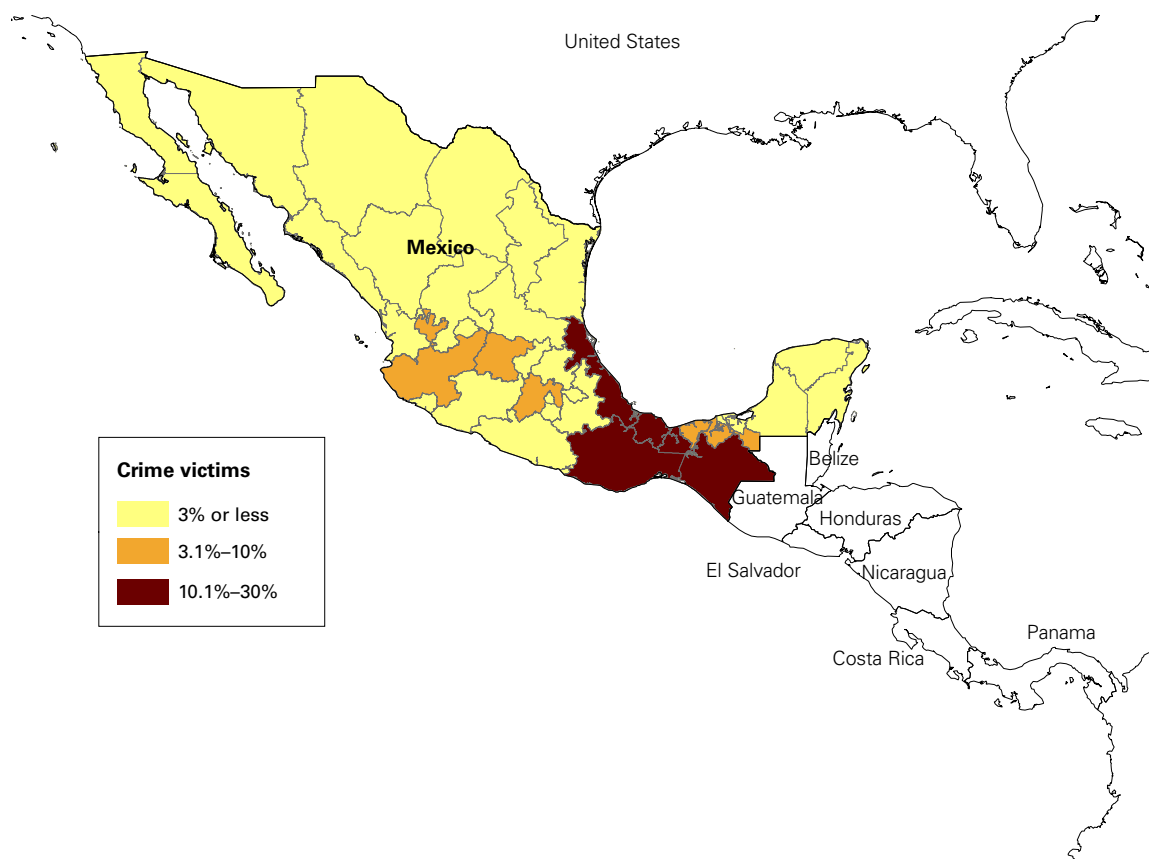 United States
Mexico
Belize
Guatemala
Honduras
El Salvador
Nicaragua
Panama
Costa Rica
Crime victims
3% or less
3.1%–10%
10.1%–30%